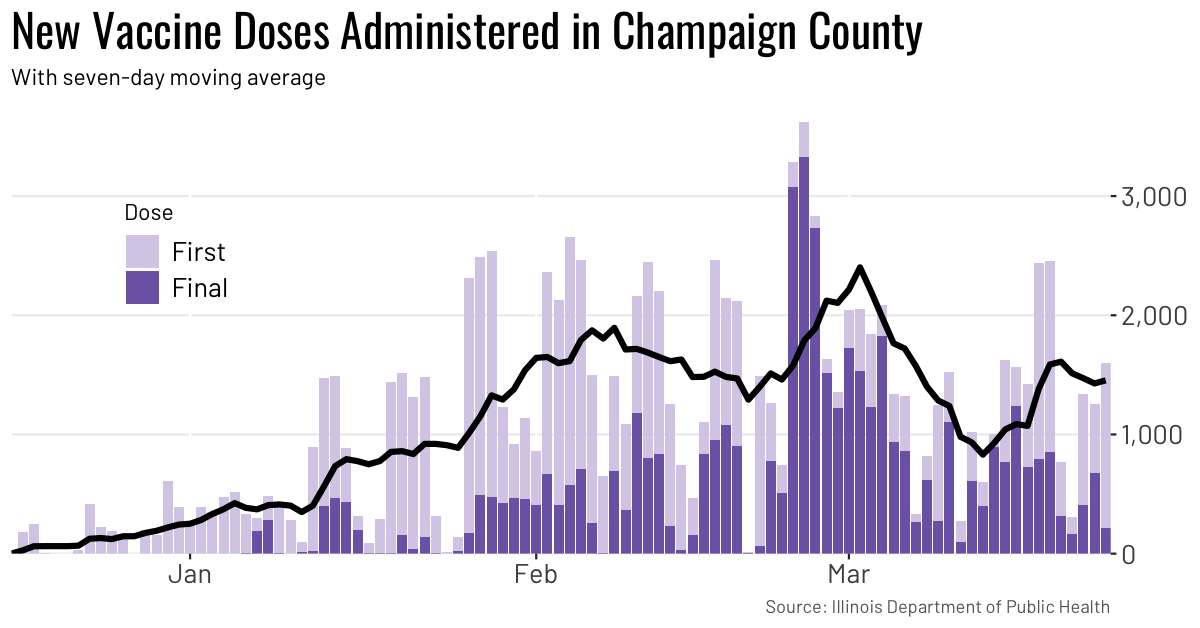 New Vaccine Doses Administered in Champaign County
With seven-day moving average
3,000
Dose
First
Final
2,000
1,000
0
Jan Feb Mar
Source: Illinois Department of Public Health